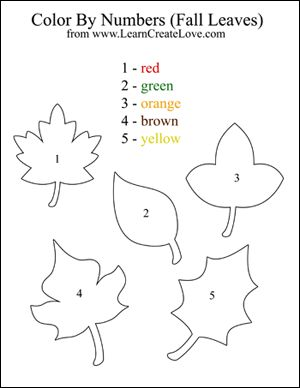 Color By Numbers (Fall Leaves)
from www.LearnCreateLove.com
1 - red
2 - green
3 - orange
4 - brown
5 - yellow
1
3
2
4
5